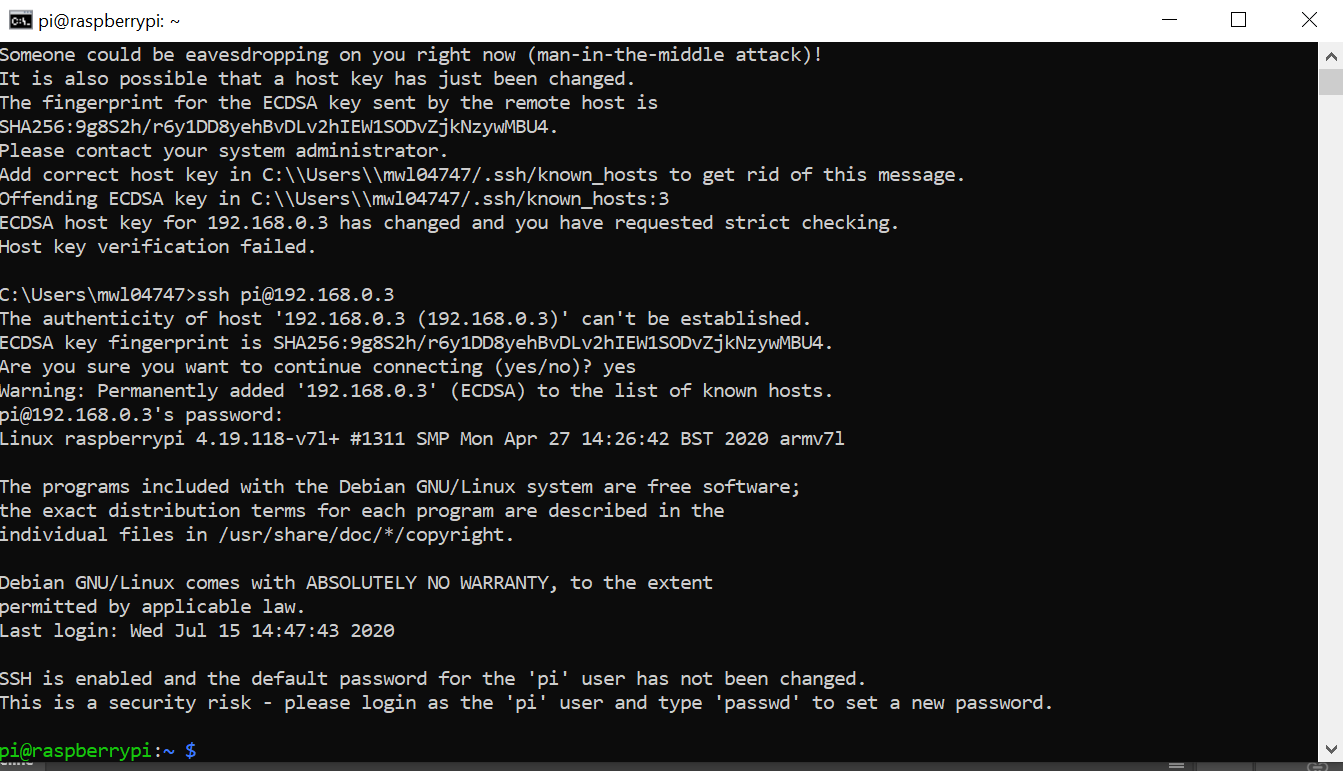 pi@raspberrypi: ~
Someone could be eavesdropping on you right now (man-in-the-middle attack)!
It is also possible that a host key has just been changed.
The fingerprint for the ECDSA key sent by the remote host is
SHA256:9g8S2h/r6y1DD8yehBvDLv2hIEW1SODvZjkNzywMBU4.
Please contact your system administrator.
Add correct host key in C:\\Users\\mwl04747/.ssh/known_hosts to get rid of this message.
Offending ECDSA key in C:\\Users\\mwl04747/.ssh/known_hosts:3
ECDSA host key for 192.168.0.3 has changed and you have requested strict checking.
Host key verification failed.
C:\Users\mwl04747>ssh pi@192.168.0.3
The authenticity of host '192.168.0.3 (192.168.0.3)' can't be established.
ECDSA key fingerprint is SHA256:9g8S2h/r6y1DD8yehBvDLv2hIEW1SODvZjkNzywMBU4.
Are you sure you want to continue connecting (yes/no)? yes
Warning: Permanently added '192.168.0.3' (ECDSA) to the list of known hosts.
pi@192.168.0.3's password:
Linux raspberrypi 4.19.118-v7l+ #1311 SMP Mon Apr 27 14:26:42 BST 2020 armv7l
The programs included with the Debian GNU/Linux system are free software;
the exact distribution terms for each program are described in the
individual files in /usr/share/doc/*/copyright.
Debian GNU/Linux comes with ABSOLUTELY NO WARRANTY, to the extent
permitted by applicable law.
Last login: Wed Jul 15 14:47:43 2020
SSH is enabled and the default password for the 'pi' user has not been changed.
This is a security risk - please login as the 'pi' user and type 'passwd' to set a new password.
pi@raspberrypi:~ $